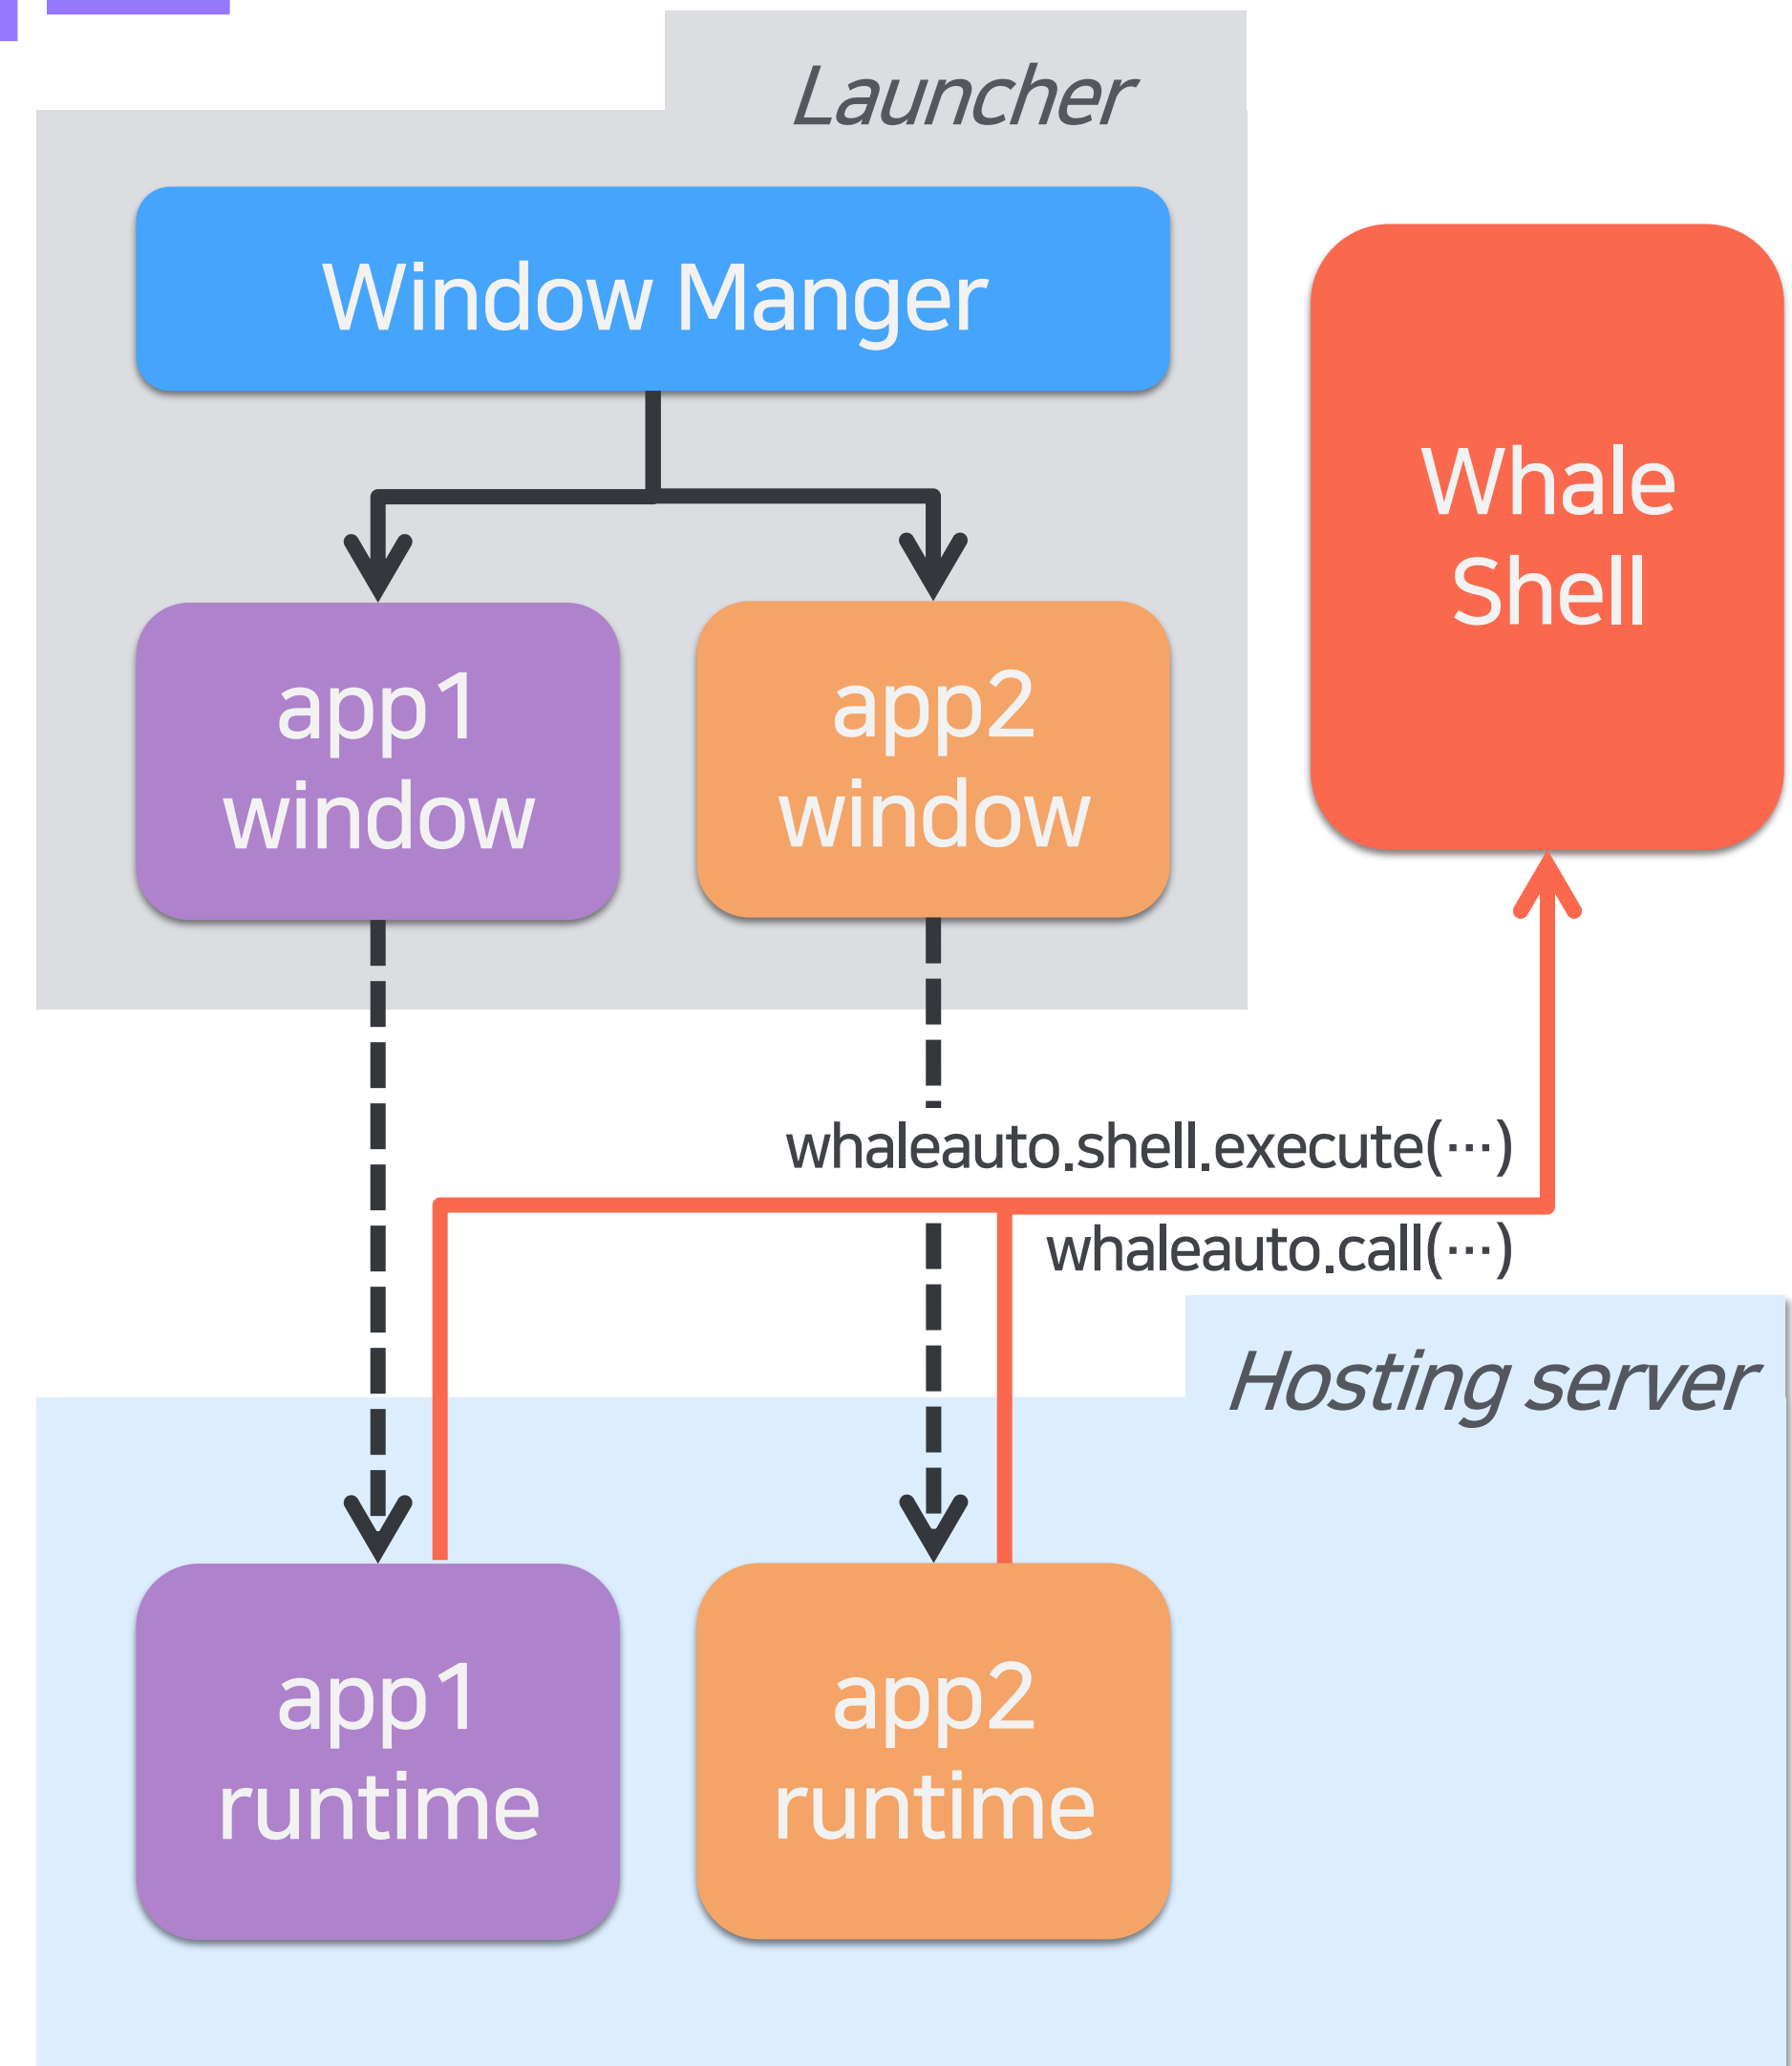 Launcher
Window Manger
Whale
Shell
app1
window
app2
window
whaleauto.shell.execute(⋯)
whaleauto.call(⋯)
Hosting server
app1
runtime
app2
runtime